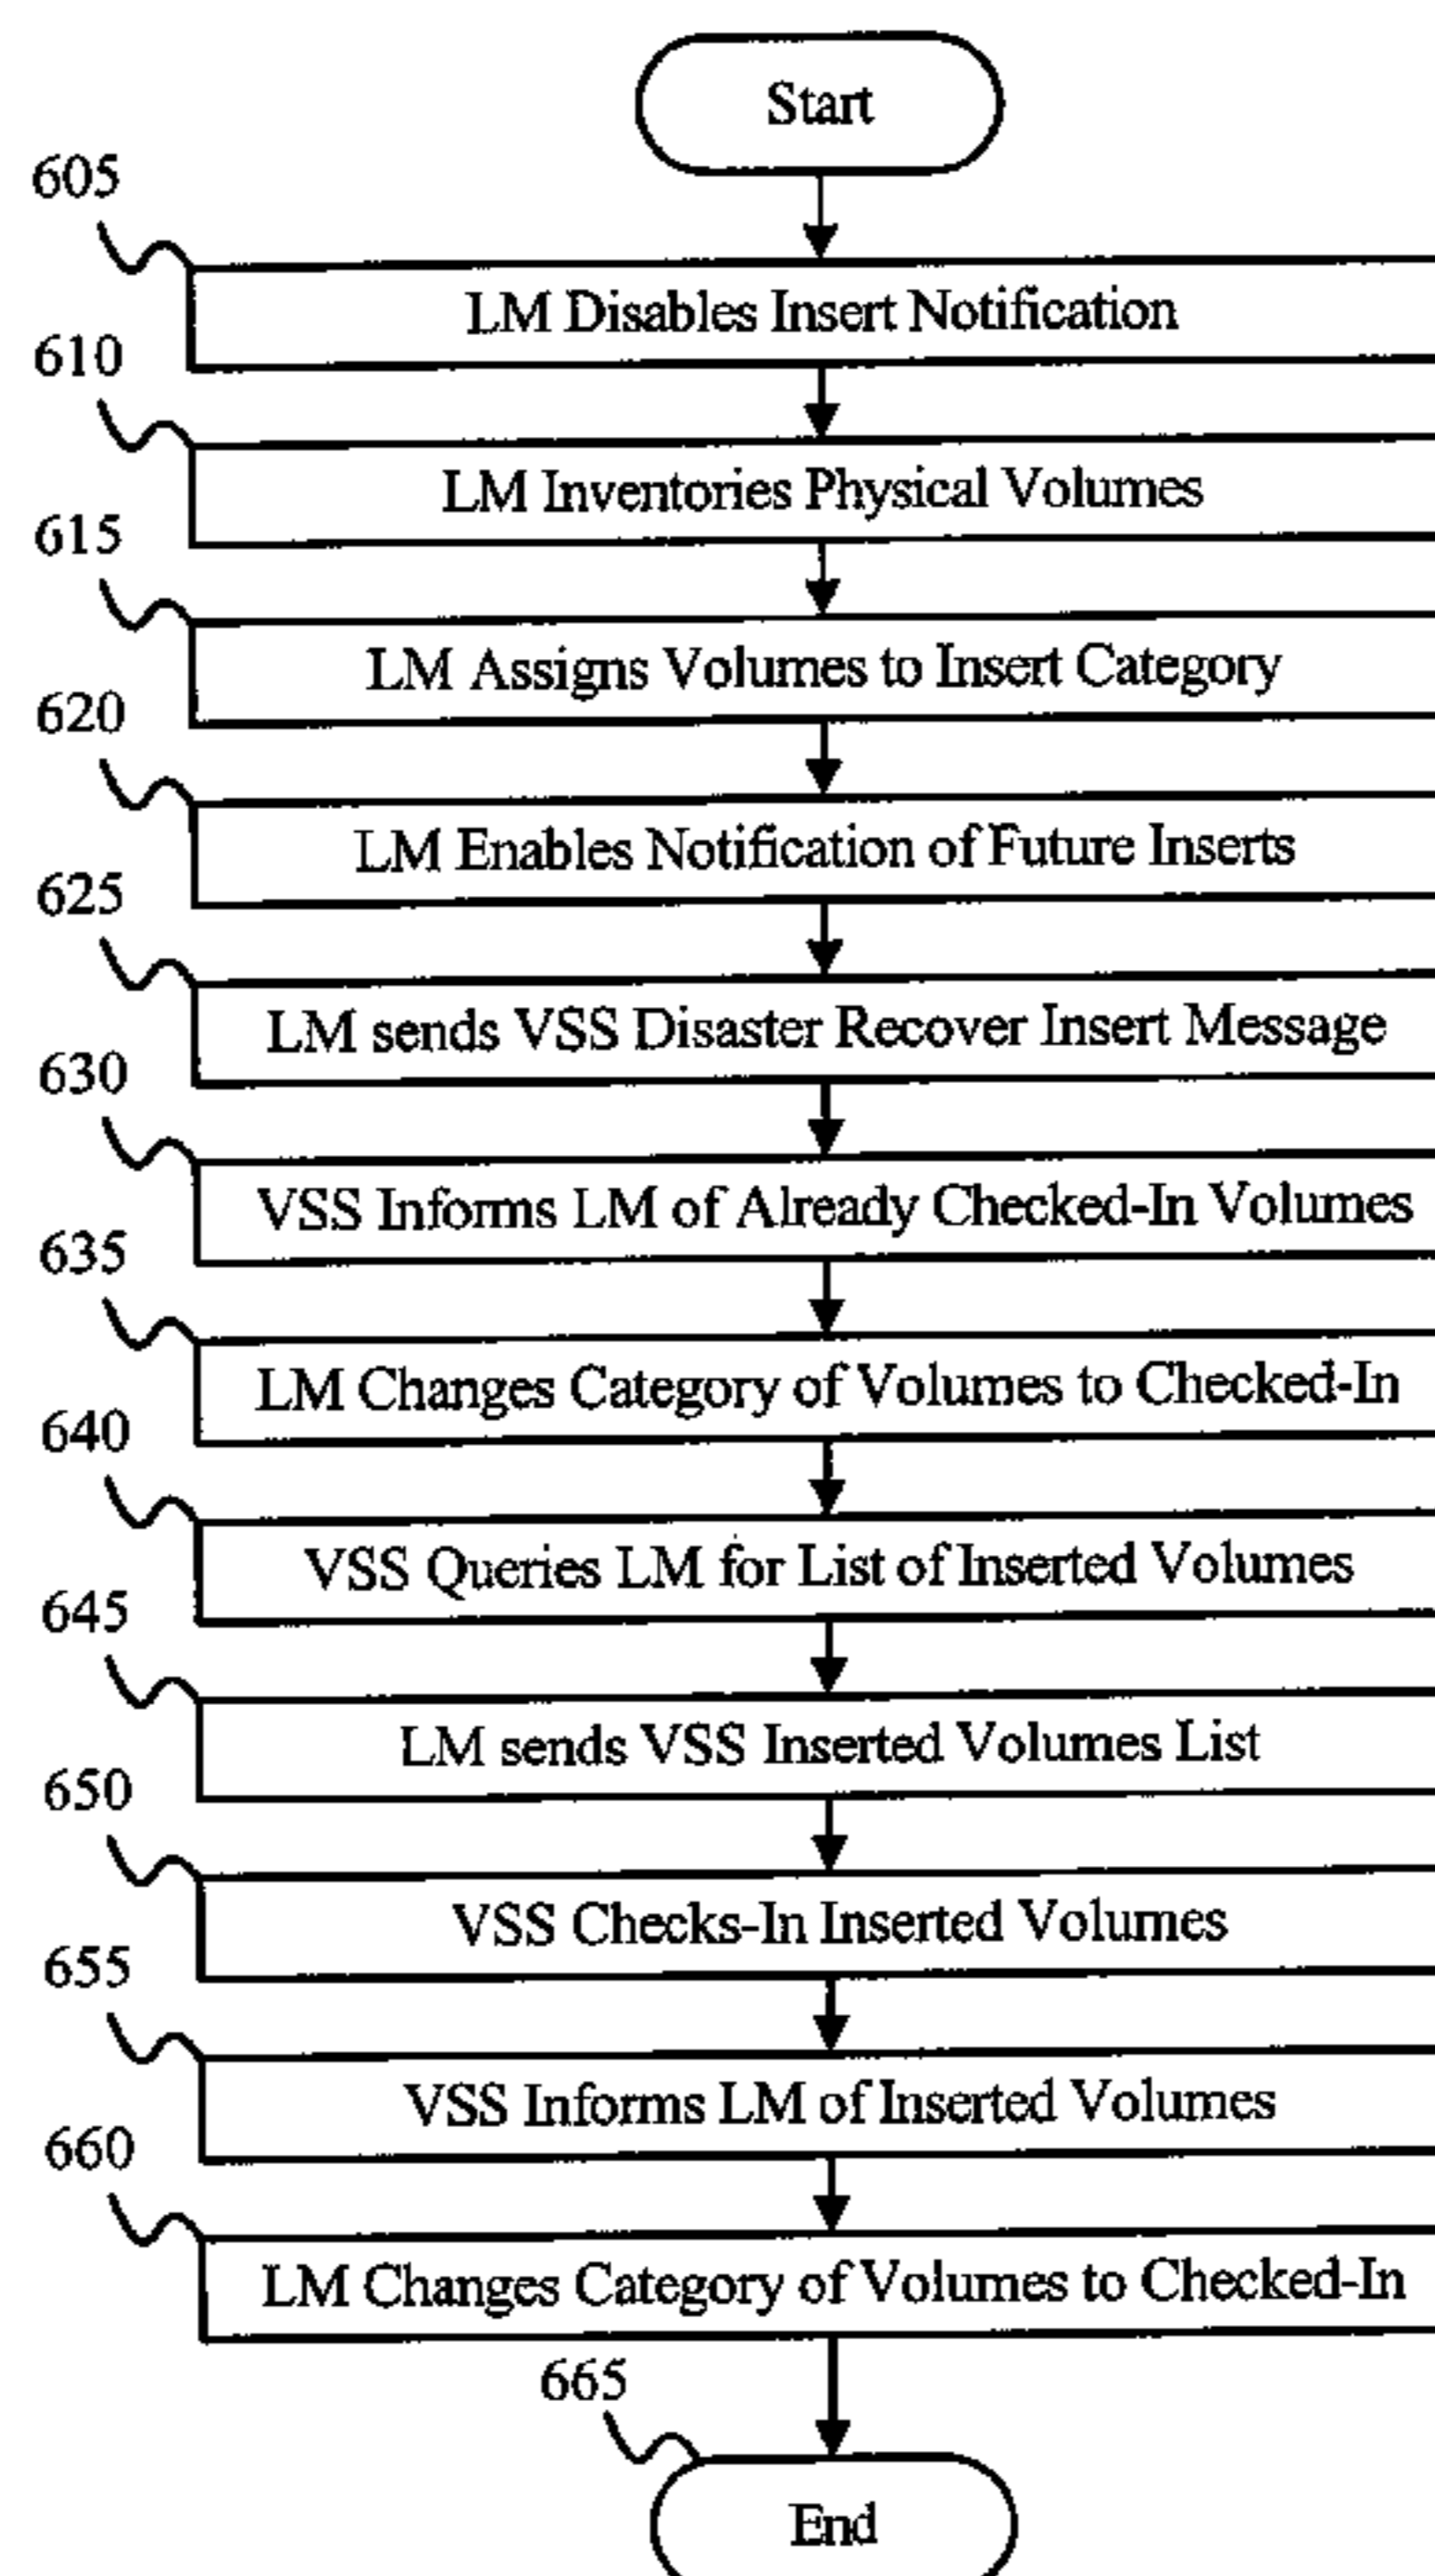 Start
605
LM Disables Insert Notification
610
LM Inventories Physical Volumes
615
LM Assigns Volumes to Insert Category
620
LM Enables Notification of Future Inserts
625
LM sends VSS Disaster Recover Insert Message
630
VSS Informs LM of Already Checked-In Volumes
635
LM Changes Category of Volumes to Checked-In
640
VSS Queries LM for List of Inserted Volumes
645
LM sends VSS Inserted Volumes List
650
VSS Checks-In Inserted Volumes
655
VSS Informs LM of Inserted Volumes
660
LM Changes Category of Volumes to Checked-In
665
End